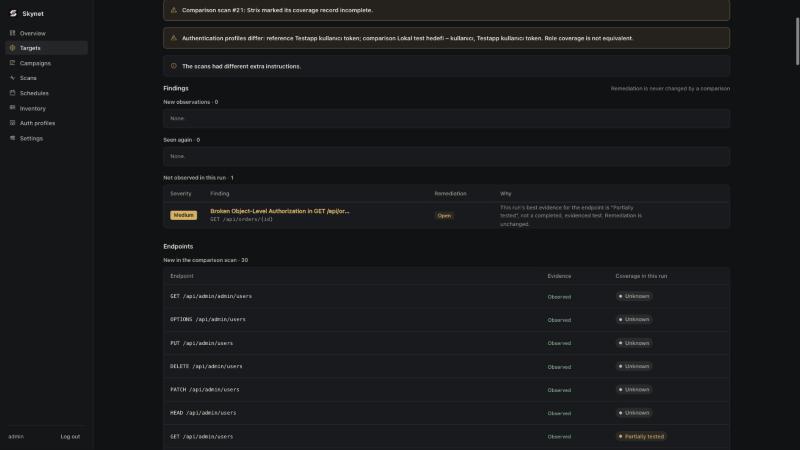 Skynet
Overview
Targets
Campaigns
Scans
Schedules
Inventory
Auth profiles
Settings
admin
Log out
Comparison scan #21: Strix marked its coverage record incomplete.
Authentication profiles differ: reference Testapp kullanıcı token; comparison Lokal test hedefi – kullanıcı, Testapp kullanıcı token. Role coverage is not equivalent.
The scans had different extra instructions.
Findings
Remediation is never changed by a comparison
New observations · 0
None.
Seen again · 0
None.
Not observed in this run · 1
Severity Finding Remediation Why
Medium Broken Object-Level Authorization in GET /api/or... Open
GET /api/orders/{id}
This run's best evidence for the endpoint is "Partially
tested", not a completed, evidenced test. Remediation is
unchanged.
Endpoints
New in the comparison scan · 30
Endpoint Evidence Coverage in this run
GET /api/admin/admin/users Observed Unknown
OPTIONS /api/admin/users Observed Unknown
PUT /api/admin/users Observed Unknown
DELETE /api/admin/users Observed Unknown
PATCH /api/admin/users Observed Unknown
HEAD /api/admin/users Observed Unknown
GET /api/admin/users Observed Partially tested